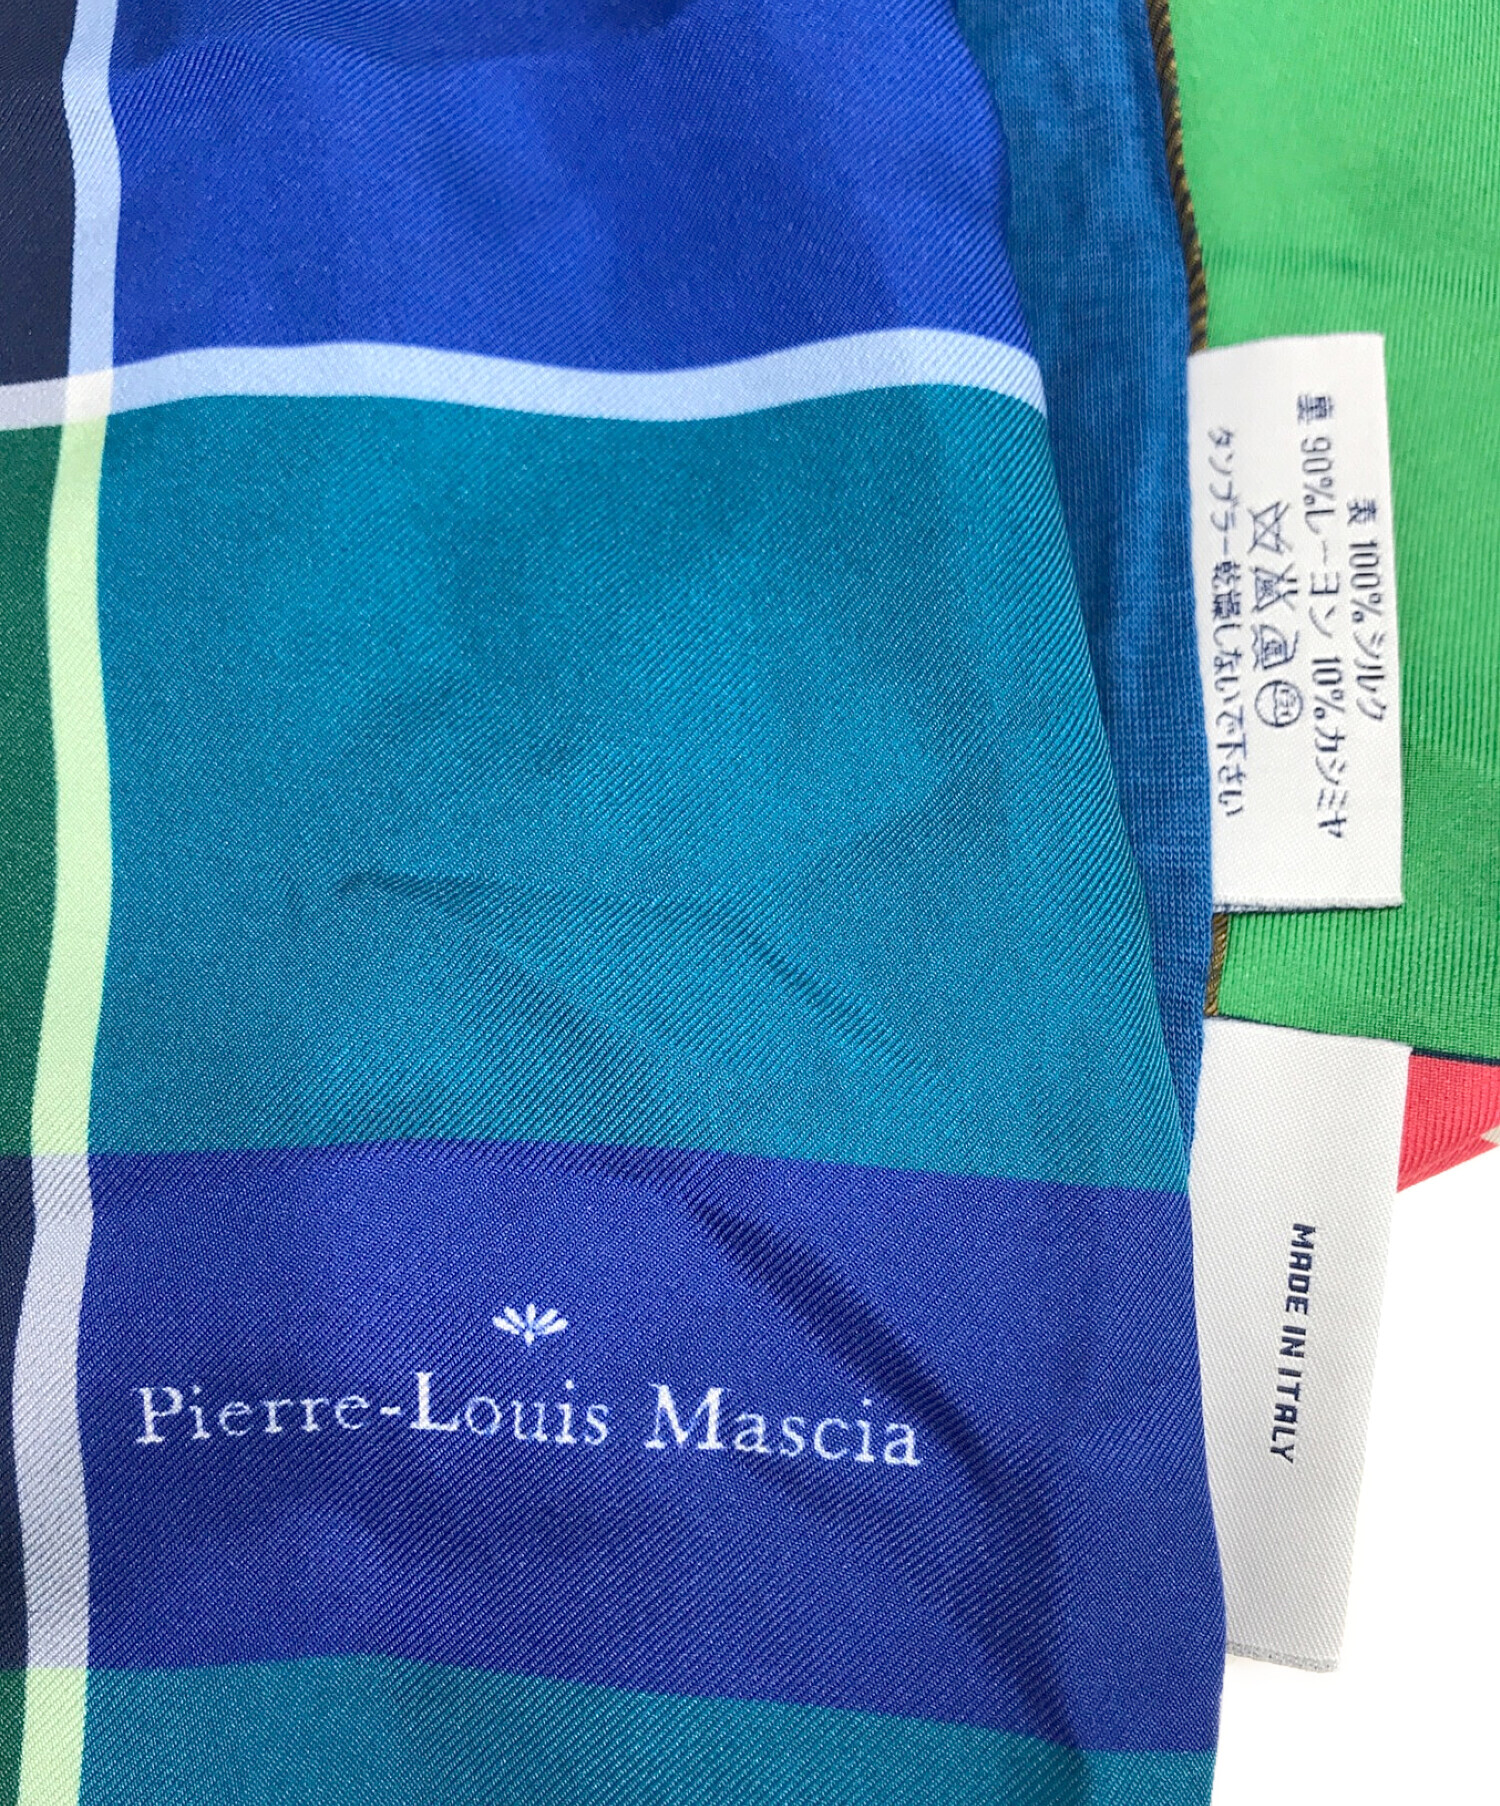 Pierre-Louis Mascia
表 100%シルク
裏 90%レーヨン 10%カシミヤ
タンブラー乾燥しないで下さい
MADE IN ITALY